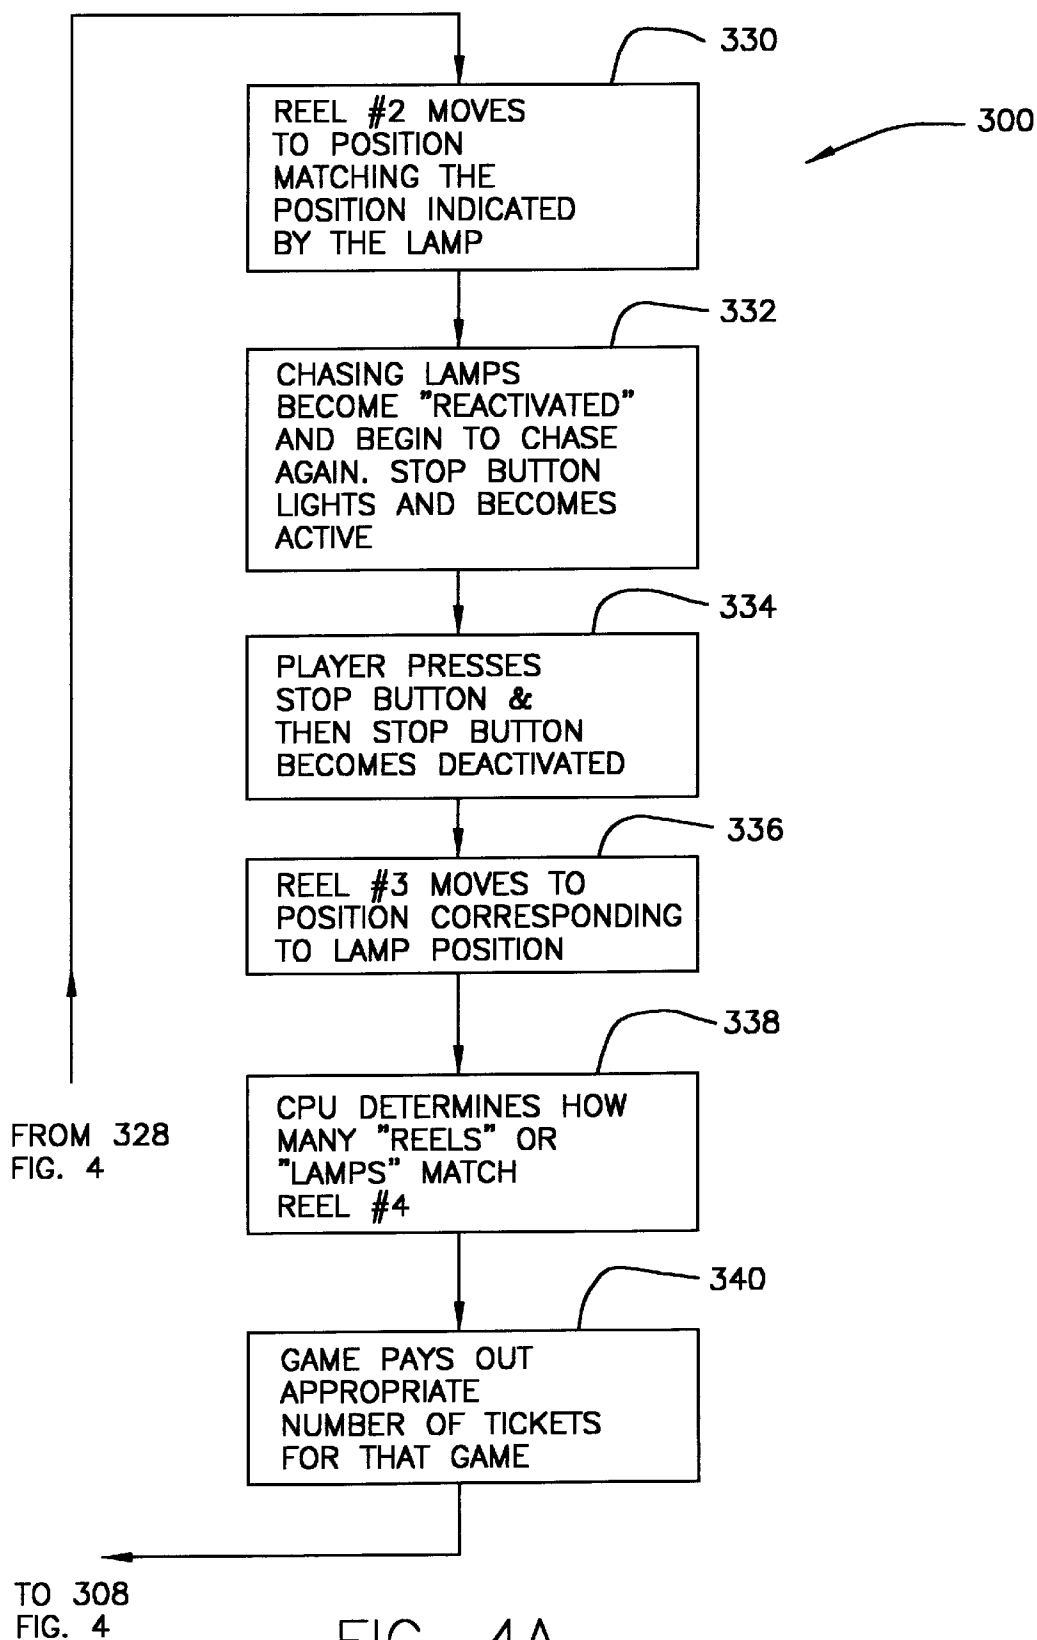 330
300
REEL #2 MOVES
TO POSITION
MATCHING THE
POSITION INDICATED
BY THE LAMP
332
CHASING LAMPS
BECOME "REACTIVATED"
AND BEGIN TO CHASE
AGAIN. STOP BUTTON
LIGHTS AND BECOMES
ACTIVE
334
PLAYER PRESSES
STOP BUTTON &
THEN STOP BUTTON
BECOMES DEACTIVATED
336
REEL #3 MOVES TO
POSITION CORRESPONDING
TO LAMP POSITION
338
CPU DETERMINES HOW
MANY "REELS" OR
"LAMPS" MATCH
REEL #4
FROM 328
FIG. 4
340
GAME PAYS OUT
APPROPRIATE
NUMBER OF TICKETS
FOR THAT GAME
TO 308
FIG. 4
FIG. 4A